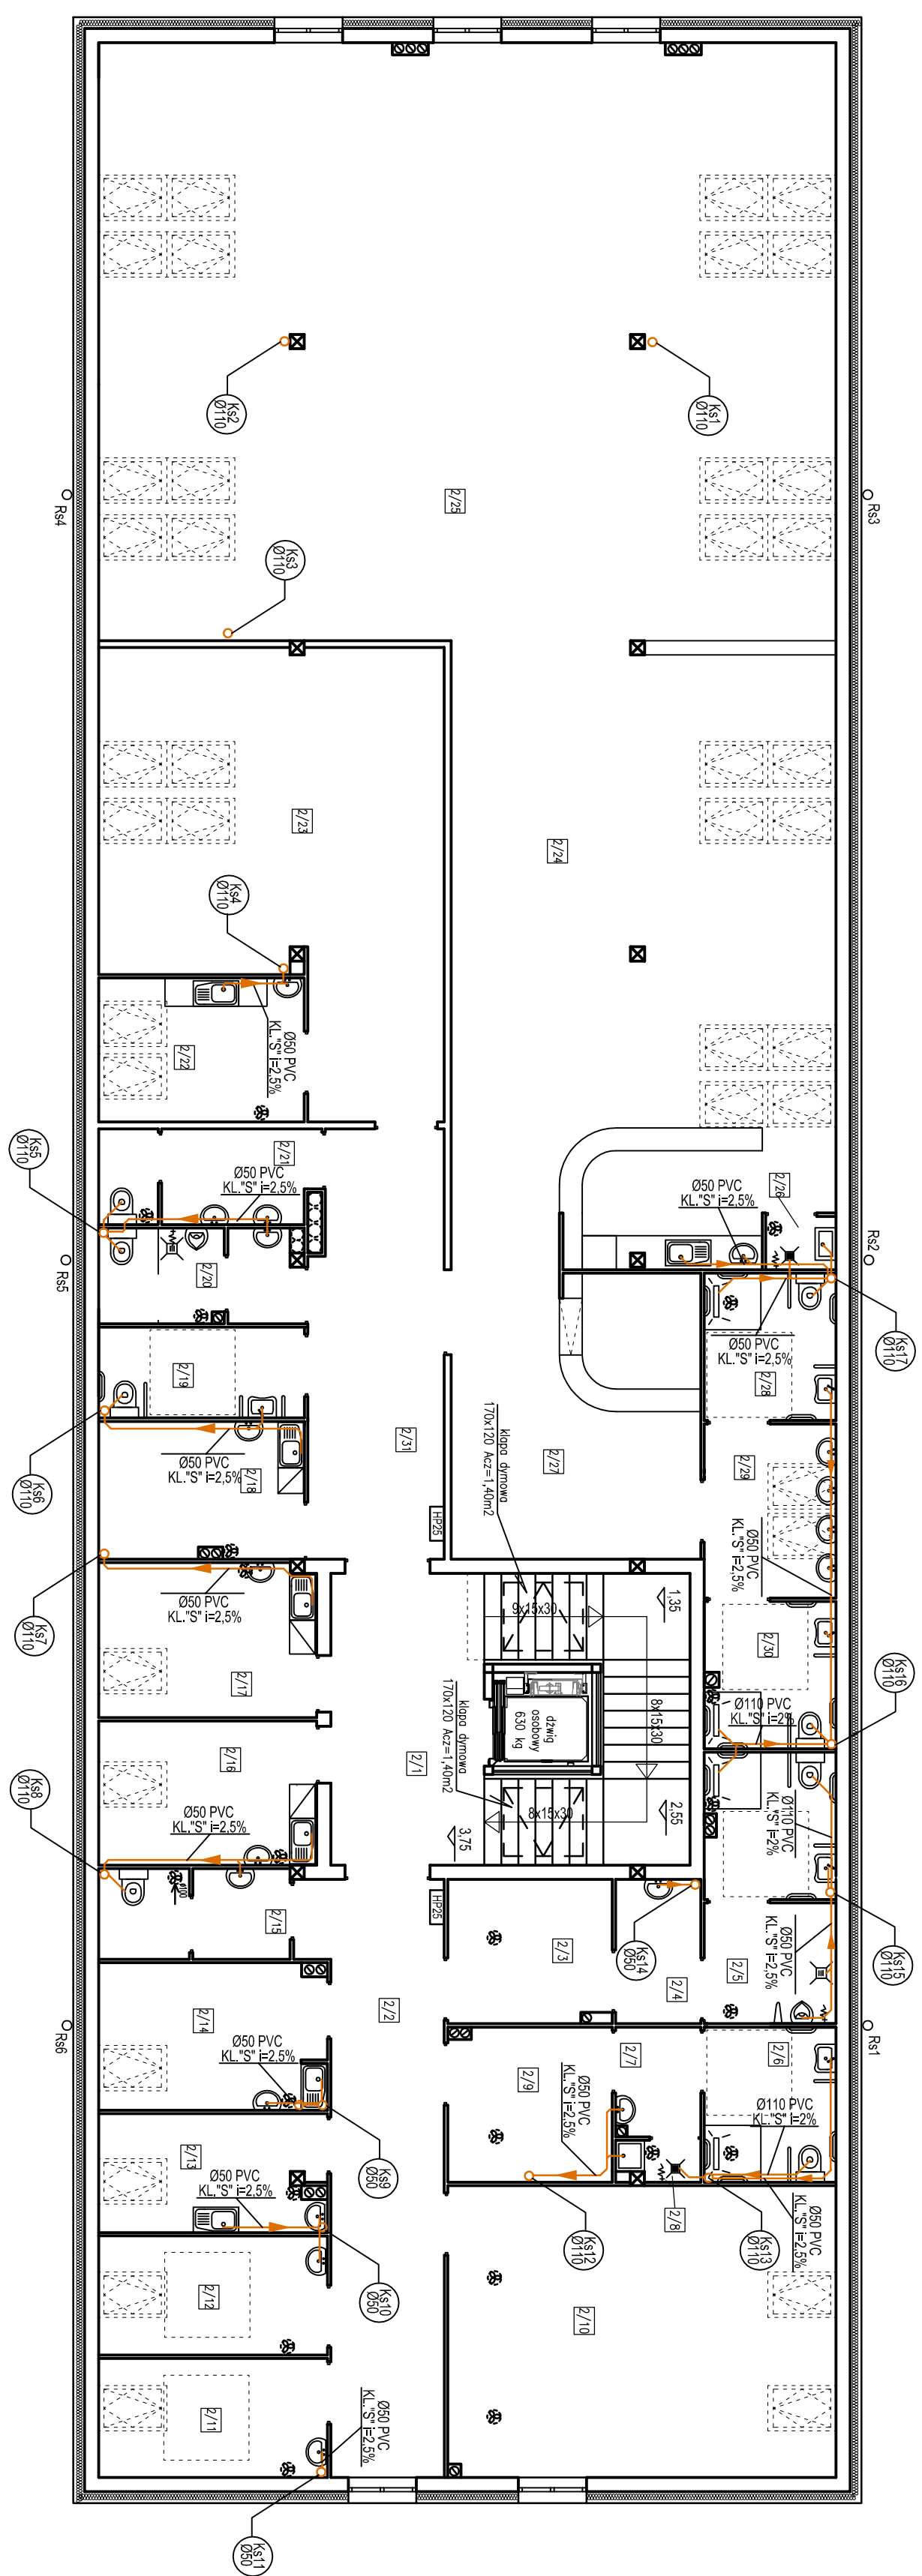 Ks2
Ø110
Ks1
Ø110
2/25
Rs4
Rs3
Ks3
Ø110
2/23
2/24
Ks4
Ø110
Ø50 PVC
KL."S" i=2,5%
2/22
Ks5
Ø110
2/21
Ø50 PVC
KL."S" i=2,5%
Ø50 PVC
KL."S" i=2,5%
2/26
Rs5
2/20
Rs2
Ks17
Ø110
Ø50 PVC
KL."S" i=2,5%
2/28
2/19
klapa dymowa
170x120 Acz=1,40m2
2/31
2/27
2/29
Ø50 PVC
KL."S" i=2,5%
2/18
Ks6
Ø110
HP25
Ø50 PVC
KL."S" i=2,5%
Ø50 PVC
KL."S" i=2,5%
Ks7
Ø110
1,35
9x15x30
2/30
Ks16
Ø110
2/17
klapa dymowa
170x120 Acz=1,40m2
dźwig
osobowy
630 kg
8x15x30
Ø110 PVC
KL."S" i=2%
2/16
2/1
Ks8
Ø110
Ø50 PVC
KL."S" i=2,5%
3,75
8x15x30
2,55
Ø110 PVC
KL."S" i=2%
Ø100
2/15
HP25
2/3
Ks14
Ø50
2/4
2/5
Ø50 PVC
KL."S" i=2,5%
Ks15
Ø110
2/14
2/2
Rs6
Rs1
Ø50 PVC
KL."S" i=2,5%
2/9
2/7
2/6
Ø50 PVC
KL."S" i=2,5%
Ø110 PVC
KL."S" i=2%
2/13
Ks9
Ø50
Ø50 PVC
KL."S" i=2,5%
2/8
Ks12
Ø110
Ks13
Ø110
Ø50 PVC
KL."S" i=2,5%
Ks10
Ø50
2/12
2/10
2/11
Ø50 PVC
KL."S" i=2,5%
Ks11
Ø50